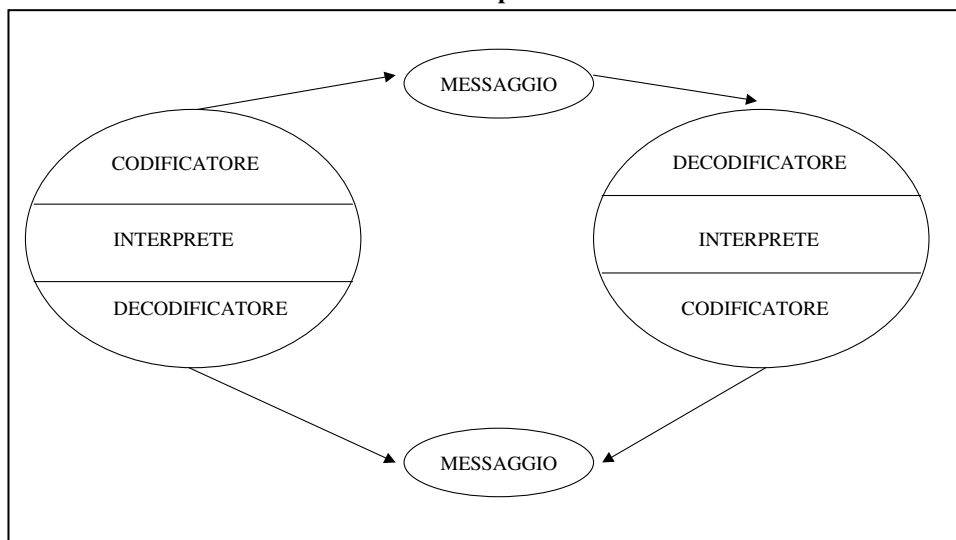 MESSAGGIO
CODIFICATORE
INTERPRETE
DECODIFICATORE
DECODIFICATORE
INTERPRETE
CODIFICATORE
MESSAGGIO